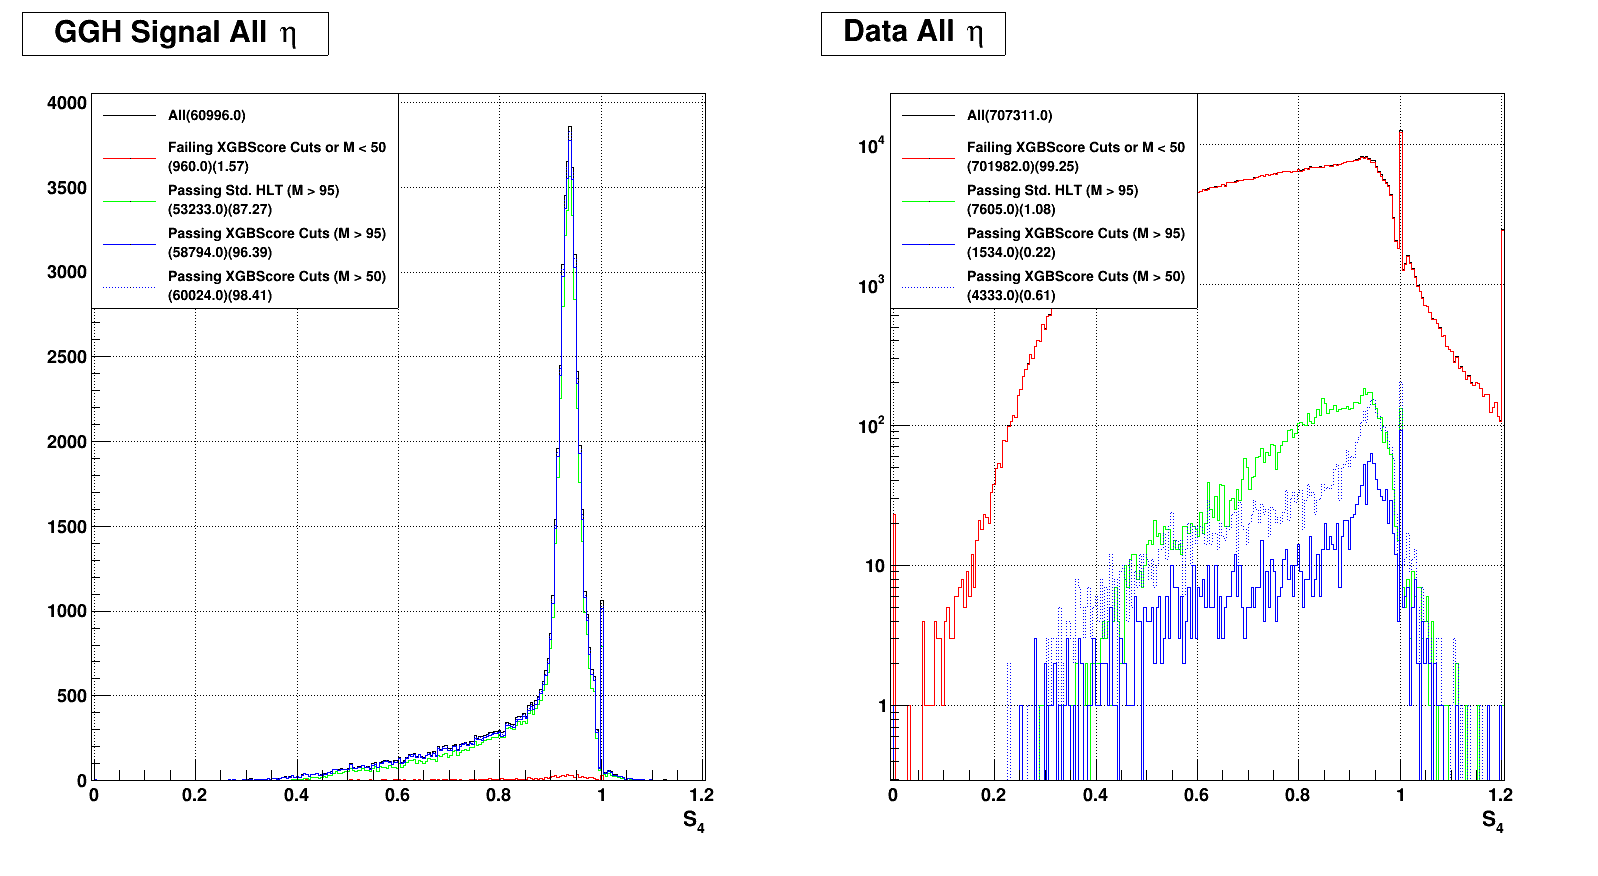 GGH Signal All η
4000
3500
3000
2500
2000
1500
1000
500
0
All(60996.0)
Failing XGBScore Cuts or M < 50
(960.0)(1.57)
Passing Std. HLT (M > 95)
(53233.0)(87.27)
Passing XGBScore Cuts (M > 95)
(58794.0)(96.39)
Passing XGBScore Cuts (M > 50)
(60024.0)(98.41)
0 0.2 0.4 0.6 0.8 1 1.2
S4
Data All η
10^4
10^3
10^2
10
1
All(707311.0)
Failing XGBScore Cuts or M < 50
(701982.0)(99.25)
Passing Std. HLT (M > 95)
(7605.0)(1.08)
Passing XGBScore Cuts (M > 95)
(1534.0)(0.22)
Passing XGBScore Cuts (M > 50)
(4333.0)(0.61)
0 0.2 0.4 0.6 0.8 1 1.2
S4